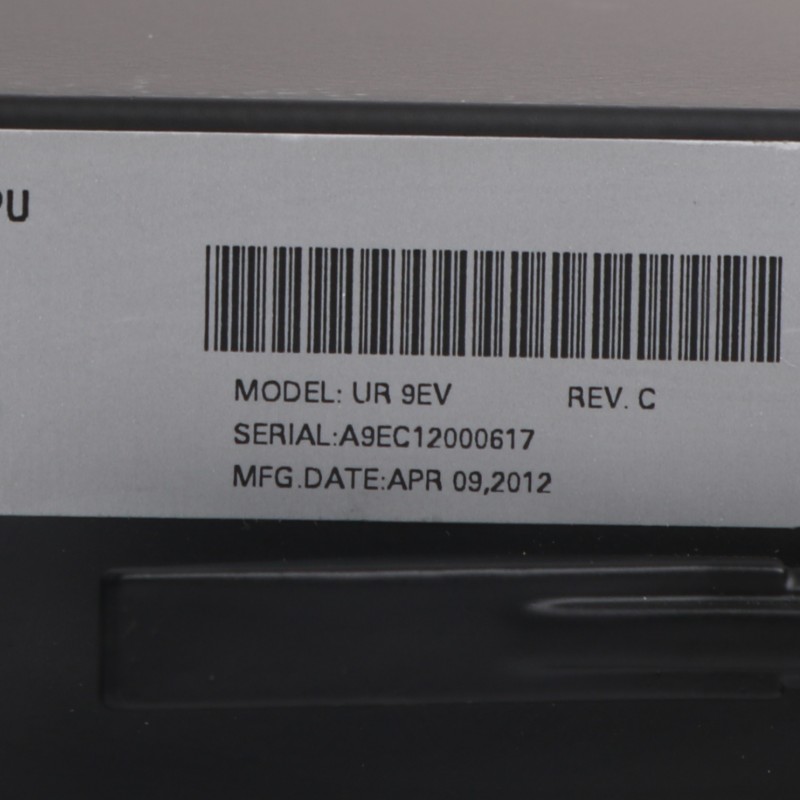 PU
MODEL: UR 9EV REV. C
SERIAL:A9EC12000617
MFG.DATE:APR 09,2012